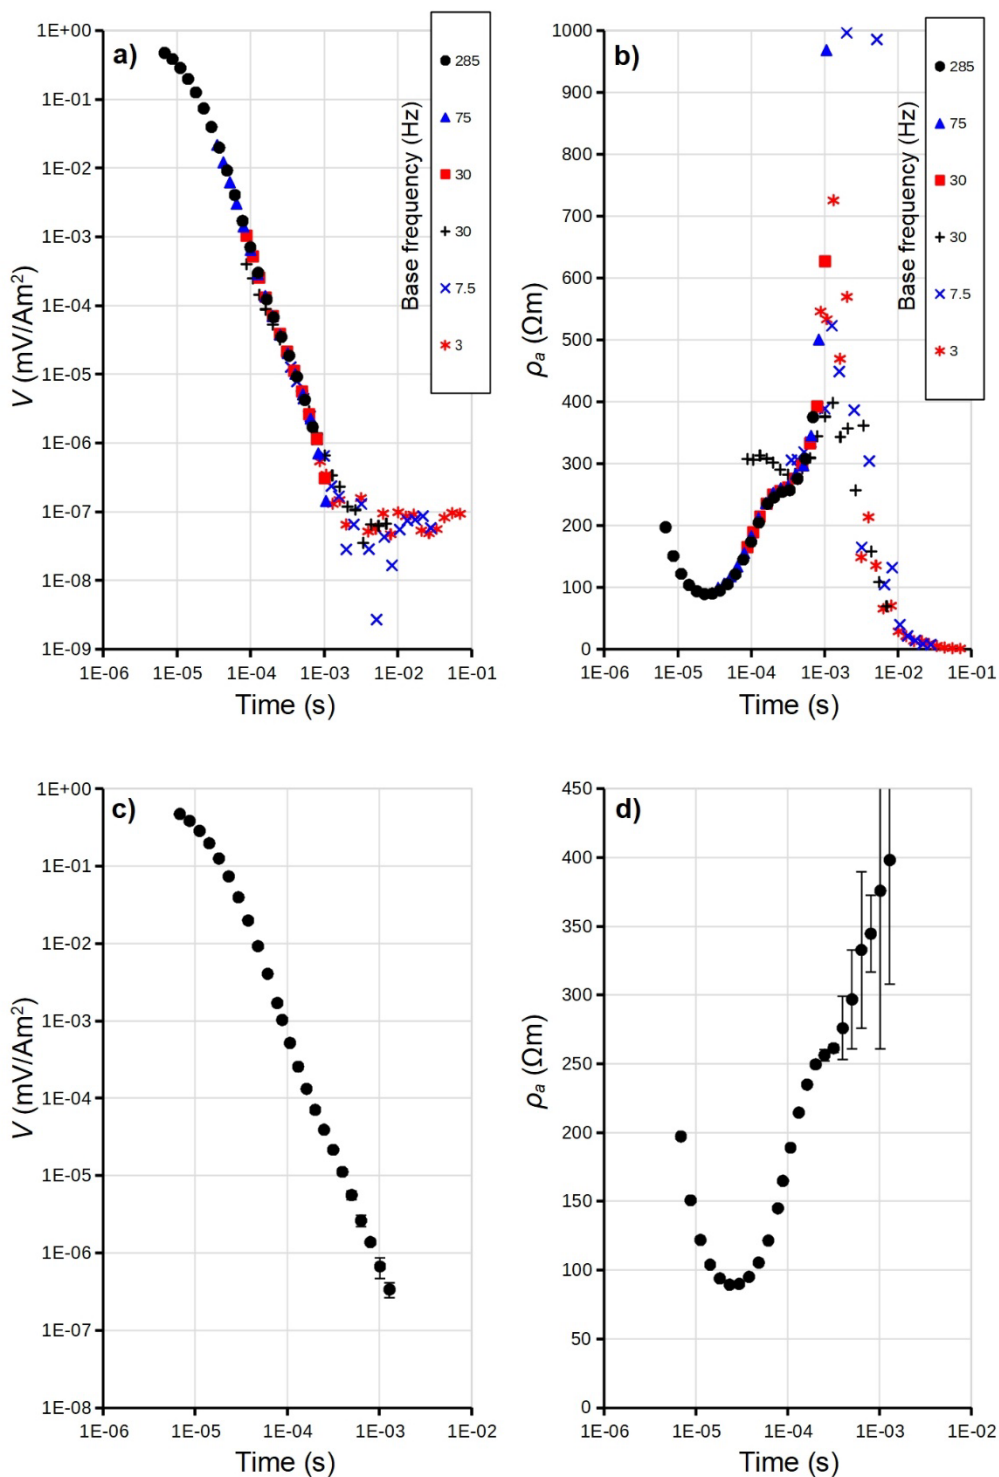 a)
1E+00
1E-01
1E-02
1E-03
1E-04
1E-05
1E-06
1E-07
1E-08
1E-09
V (mV/Am²)
1E-06 1E-05 1E-04 1E-03 1E-02 1E-01
Time (s)
Base frequency (Hz)
285
75
30
30
7.5
3
b)
1000
900
800
700
600
500
400
300
200
100
0
ρa (Ωm)
1E-06 1E-05 1E-04 1E-03 1E-02 1E-01
Time (s)
Base frequency (Hz)
285
75
30
30
7.5
3
c)
1E+00
1E-01
1E-02
1E-03
1E-04
1E-05
1E-06
1E-07
1E-08
V (mV/Am²)
1E-06 1E-05 1E-04 1E-03 1E-02
Time (s)
d)
450
400
350
300
250
200
150
100
50
0
ρa (Ωm)
1E-06 1E-05 1E-04 1E-03 1E-02
Time (s)